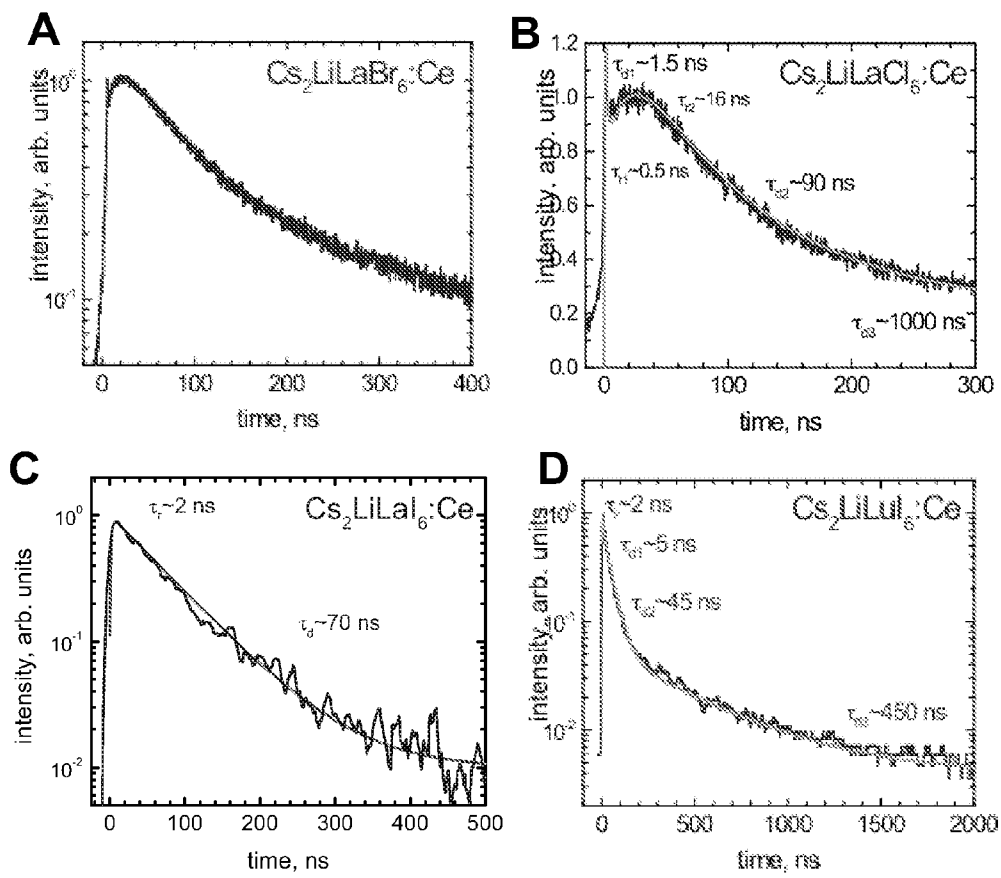 A
Cs₂LiLaBr₆:Ce
intensity, arb. units
10⁰
10⁻¹
0 100 200 300 400
time, ns
B
Cs₂LiLaCl₆:Ce
τd1~1.5 ns
τr2~16 ns
τr1~0.5 ns
τd2~90 ns
τd3~1000 ns
intensity, arb. units
1.2
1.0
0.8
0.6
0.4
0.2
0.0
0 100 200 300
time, ns
C
Cs₂LiLaI₆:Ce
τr~2 ns
τd~70 ns
intensity, arb. units
10⁰
10⁻¹
10⁻²
0 100 200 300 400 500
time, ns
D
Cs₂LiLuI₆:Ce
τr~2 ns
τd1~5 ns
τd2~45 ns
τd3~450 ns
intensity, arb. units
10⁰
10⁻¹
10⁻²
0 500 1000 1500 2000
time, ns